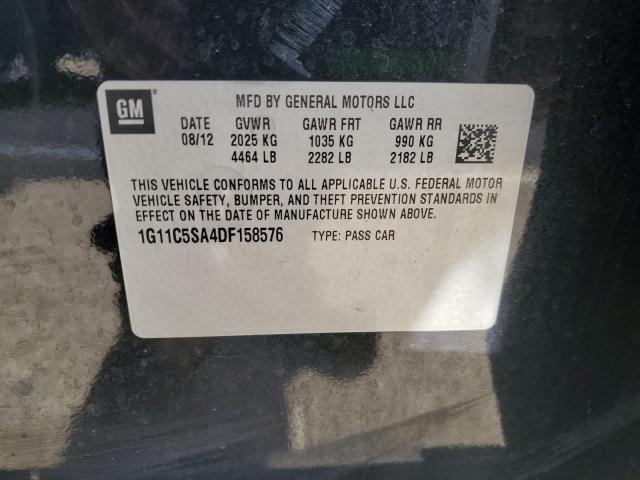 GM ® MFD BY GENERAL MOTORS LLC
DATE GVWR GAWR FRT GAWR RR
08/12 2025 KG 1035 KG 990 KG
4464 LB 2282 LB 2182 LB
THIS VEHICLE CONFORMS TO ALL APPLICABLE U.S. FEDERAL MOTOR
VEHICLE SAFETY, BUMPER, AND THEFT PREVENTION STANDARDS
IN EFFECT ON THE DATE OF MANUFACTURE SHOWN ABOVE.
1G11C5SA4DF158576 TYPE: PASS CAR